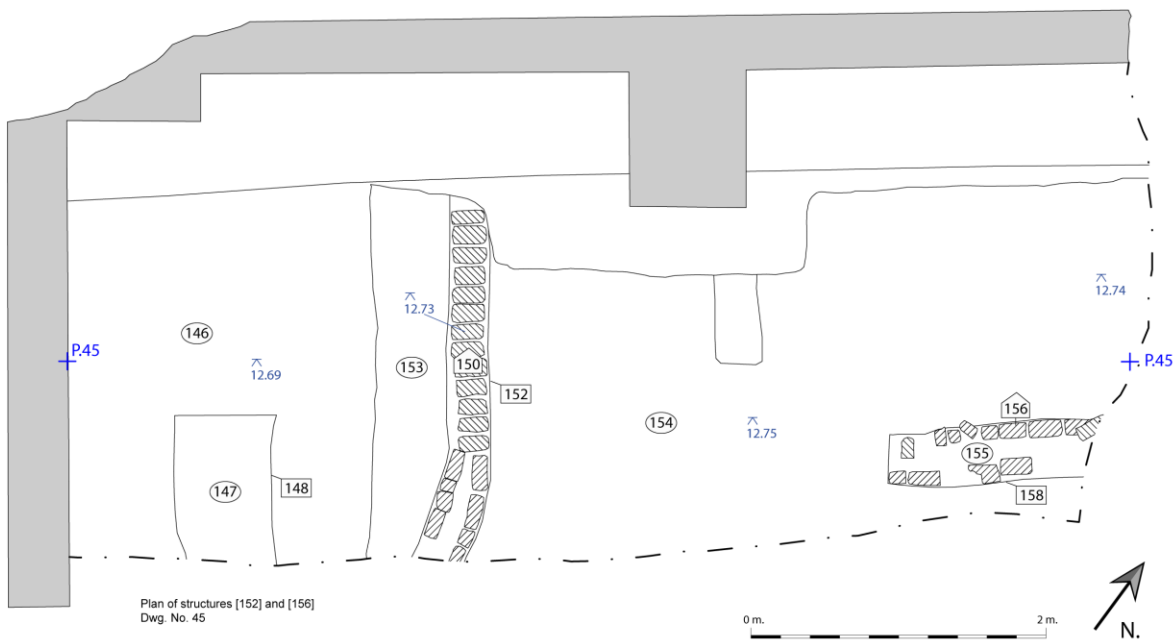 12.74
12.73
146
P.45
P.45
150
153
12.69
152
156
154
12.75
155
147
148
158
Plan of structures [152] and [156]
Dwg. No. 45
0 m.
2 m.
N.